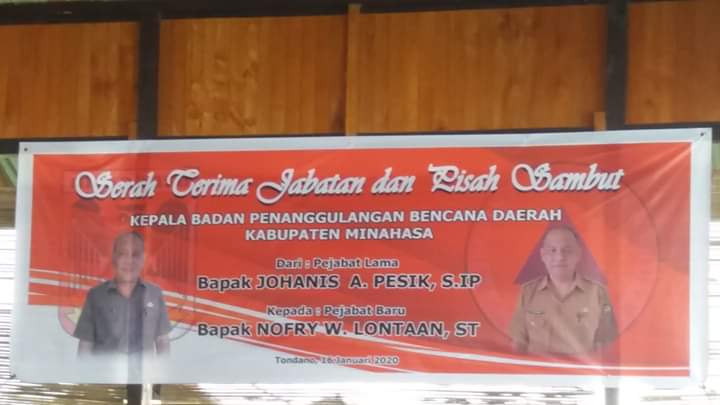 Serah Terima Jabatan dan Pisah Sambut
KEPALA BADAN PENANGGULANGAN BENCANA DAERAH
KABUPATEN MINAHASA
Dari : Pejabat Lama
Bapak JOHANIS A. PESIK, S.IP
Kepada : Pejabat Baru
Bapak NOFRY W. LONTAAN, ST
Tondano, 16 Januari 2020